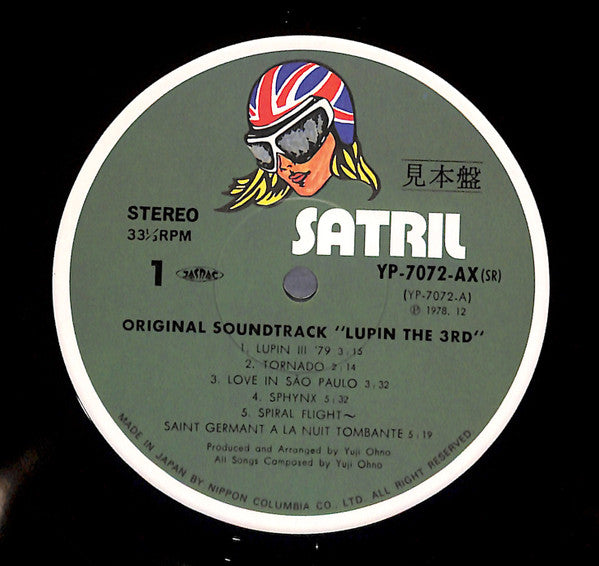 見本盤
STEREO
33⅓RPM
SATRIL
1
JASRAC
YP-7072-AX(SR)
(YP-7072-A)
℗ 1978. 12
ORIGINAL SOUNDTRACK "LUPIN THE 3RD"
1. LUPIN III '79 3:15
2. TORNADO 2:14
3. LOVE IN SÃO PAULO 3:32
4. SPHYNX 5:32
5. SPIRAL FLIGHT~
SAINT GERMANT A LA NUIT TOMBANTE 5:19
Produced and Arranged by Yuji Ohno
All Songs Composed by Yuji Ohno
MADE IN JAPAN BY NIPPON COLUMBIA CO., LTD. ALL RIGHT RESERVED